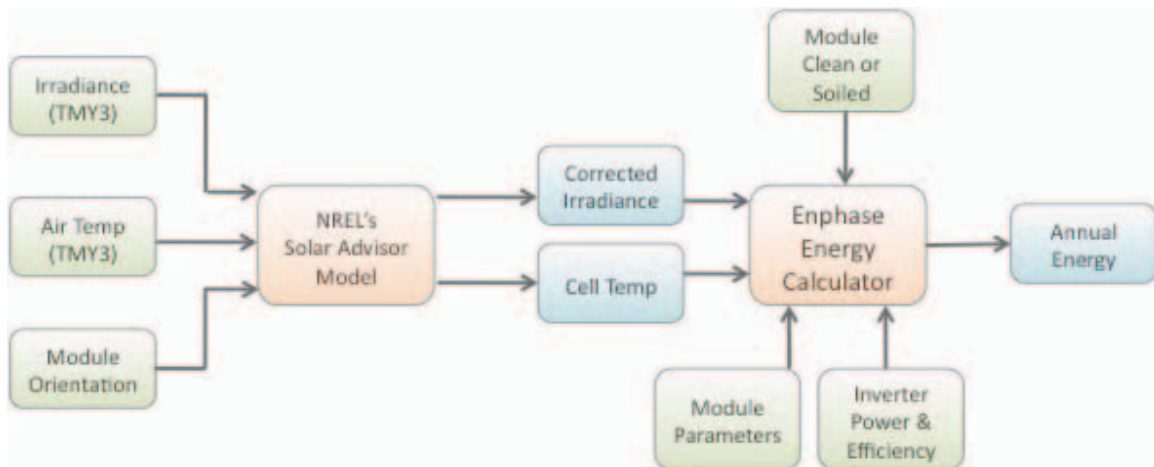 Irradiance
(TMY3)
Air Temp
(TMY3)
Module
Orientation
NREL's
Solar Advisor
Model
Corrected
Irradiance
Cell Temp
Module
Clean or
Soiled
Enphase
Energy
Calculator
Module
Parameters
Inverter
Power &
Efficiency
Annual
Energy